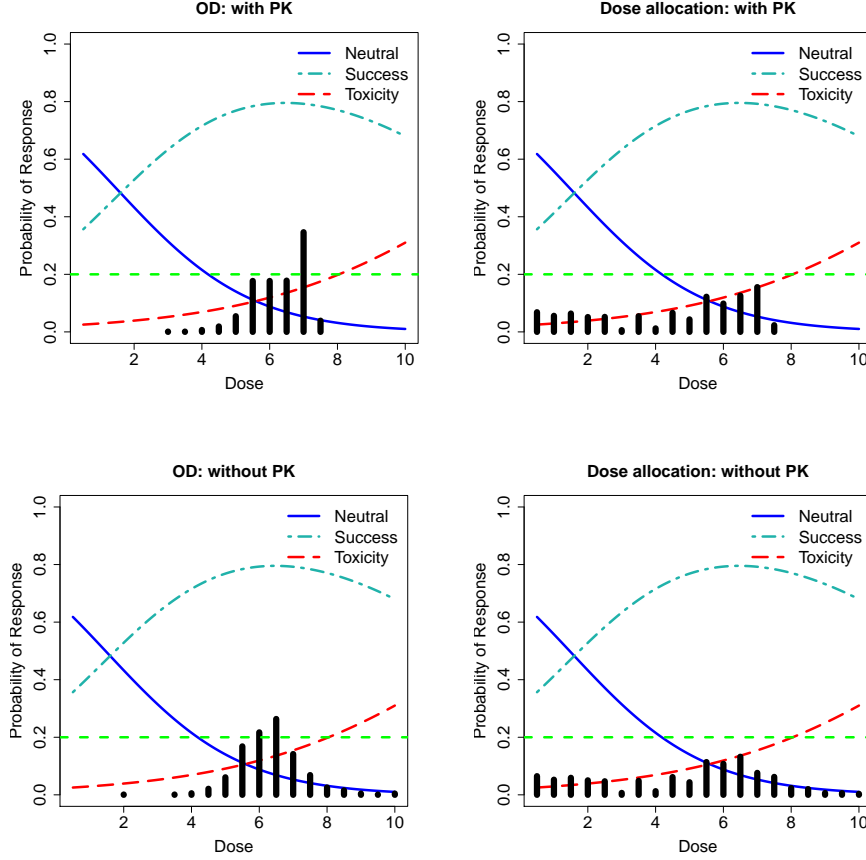 OD: with PK
Probability of Response
1.0
0.8
0.6
0.4
0.2
0.0
Neutral
Success
Toxicity
2 4 6 8 10
Dose
Dose allocation: with PK
Probability of Response
1.0
0.8
0.6
0.4
0.2
0.0
Neutral
Success
Toxicity
2 4 6 8 10
Dose
OD: without PK
Probability of Response
1.0
0.8
0.6
0.4
0.2
0.0
Neutral
Success
Toxicity
2 4 6 8 10
Dose
Dose allocation: without PK
Probability of Response
1.0
0.8
0.6
0.4
0.2
0.0
Neutral
Success
Toxicity
2 4 6 8 10
Dose